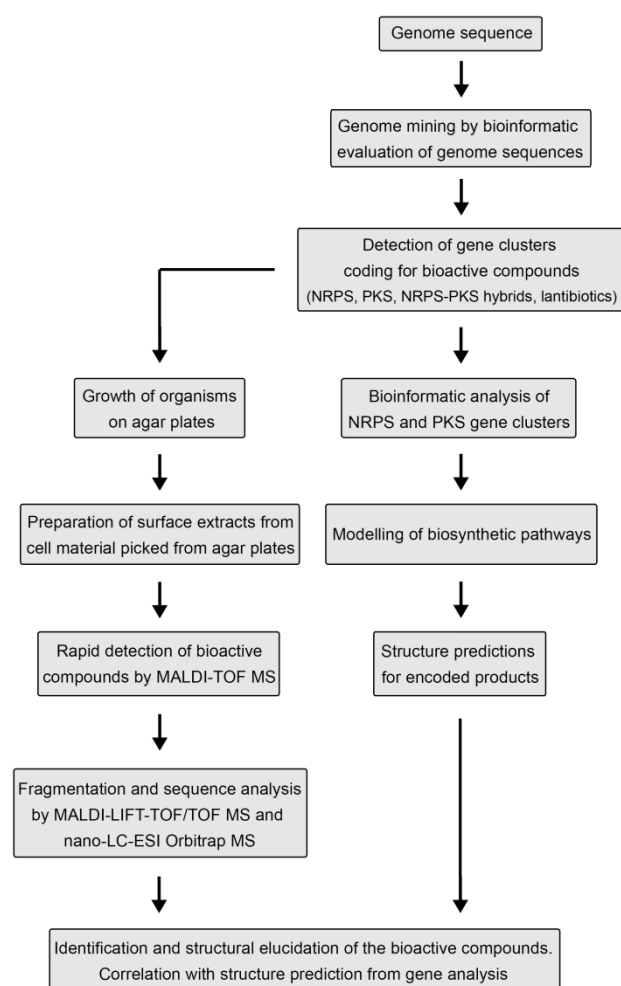 Genome sequence
Genome mining by bioinformatic
evaluation of genome sequences
Detection of gene clusters
coding for bioactive compounds
(NRPS, PKS, NRPS-PKS hybrids, lantibiotics)
Growth of organisms
on agar plates
Bioinformatic analysis of
NRPS and PKS gene clusters
Preparation of surface extracts from
cell material picked from agar plates
Modelling of biosynthetic pathways
Rapid detection of bioactive
compounds by MALDI-TOF MS
Structure predictions
for encoded products
Fragmentation and sequence analysis
by MALDI-LIFT-TOF/TOF MS and
nano-LC-ESI Orbitrap MS
Identification and structural elucidation of the bioactive compounds.
Correlation with structure prediction from gene analysis